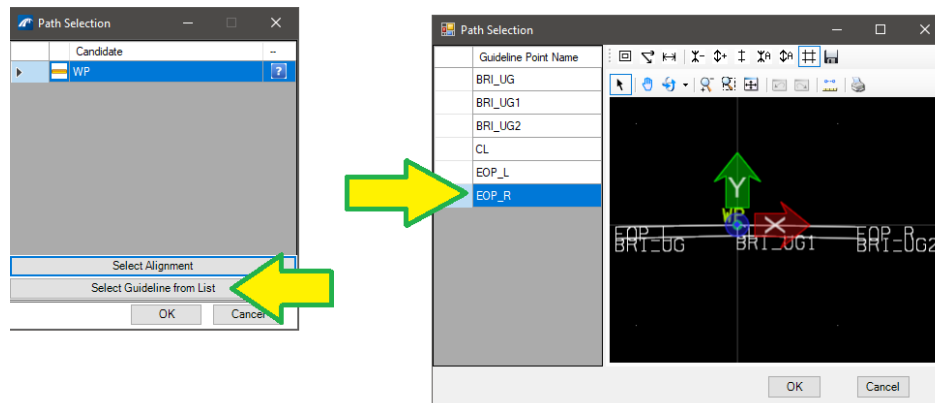 Path Selection
Candidate
--
WP
?
Select Alignment
Select Guideline from List
OK
Path Selection
Guideline Point Name
BRI_UG
BRI_UG1
BRI_UG2
CL
EOP_L
EOP_R
Y
WP
X
EOP_L
EOP_R
BRI_UG
BRI_UG1
BRI_UG2
OK
Cancel